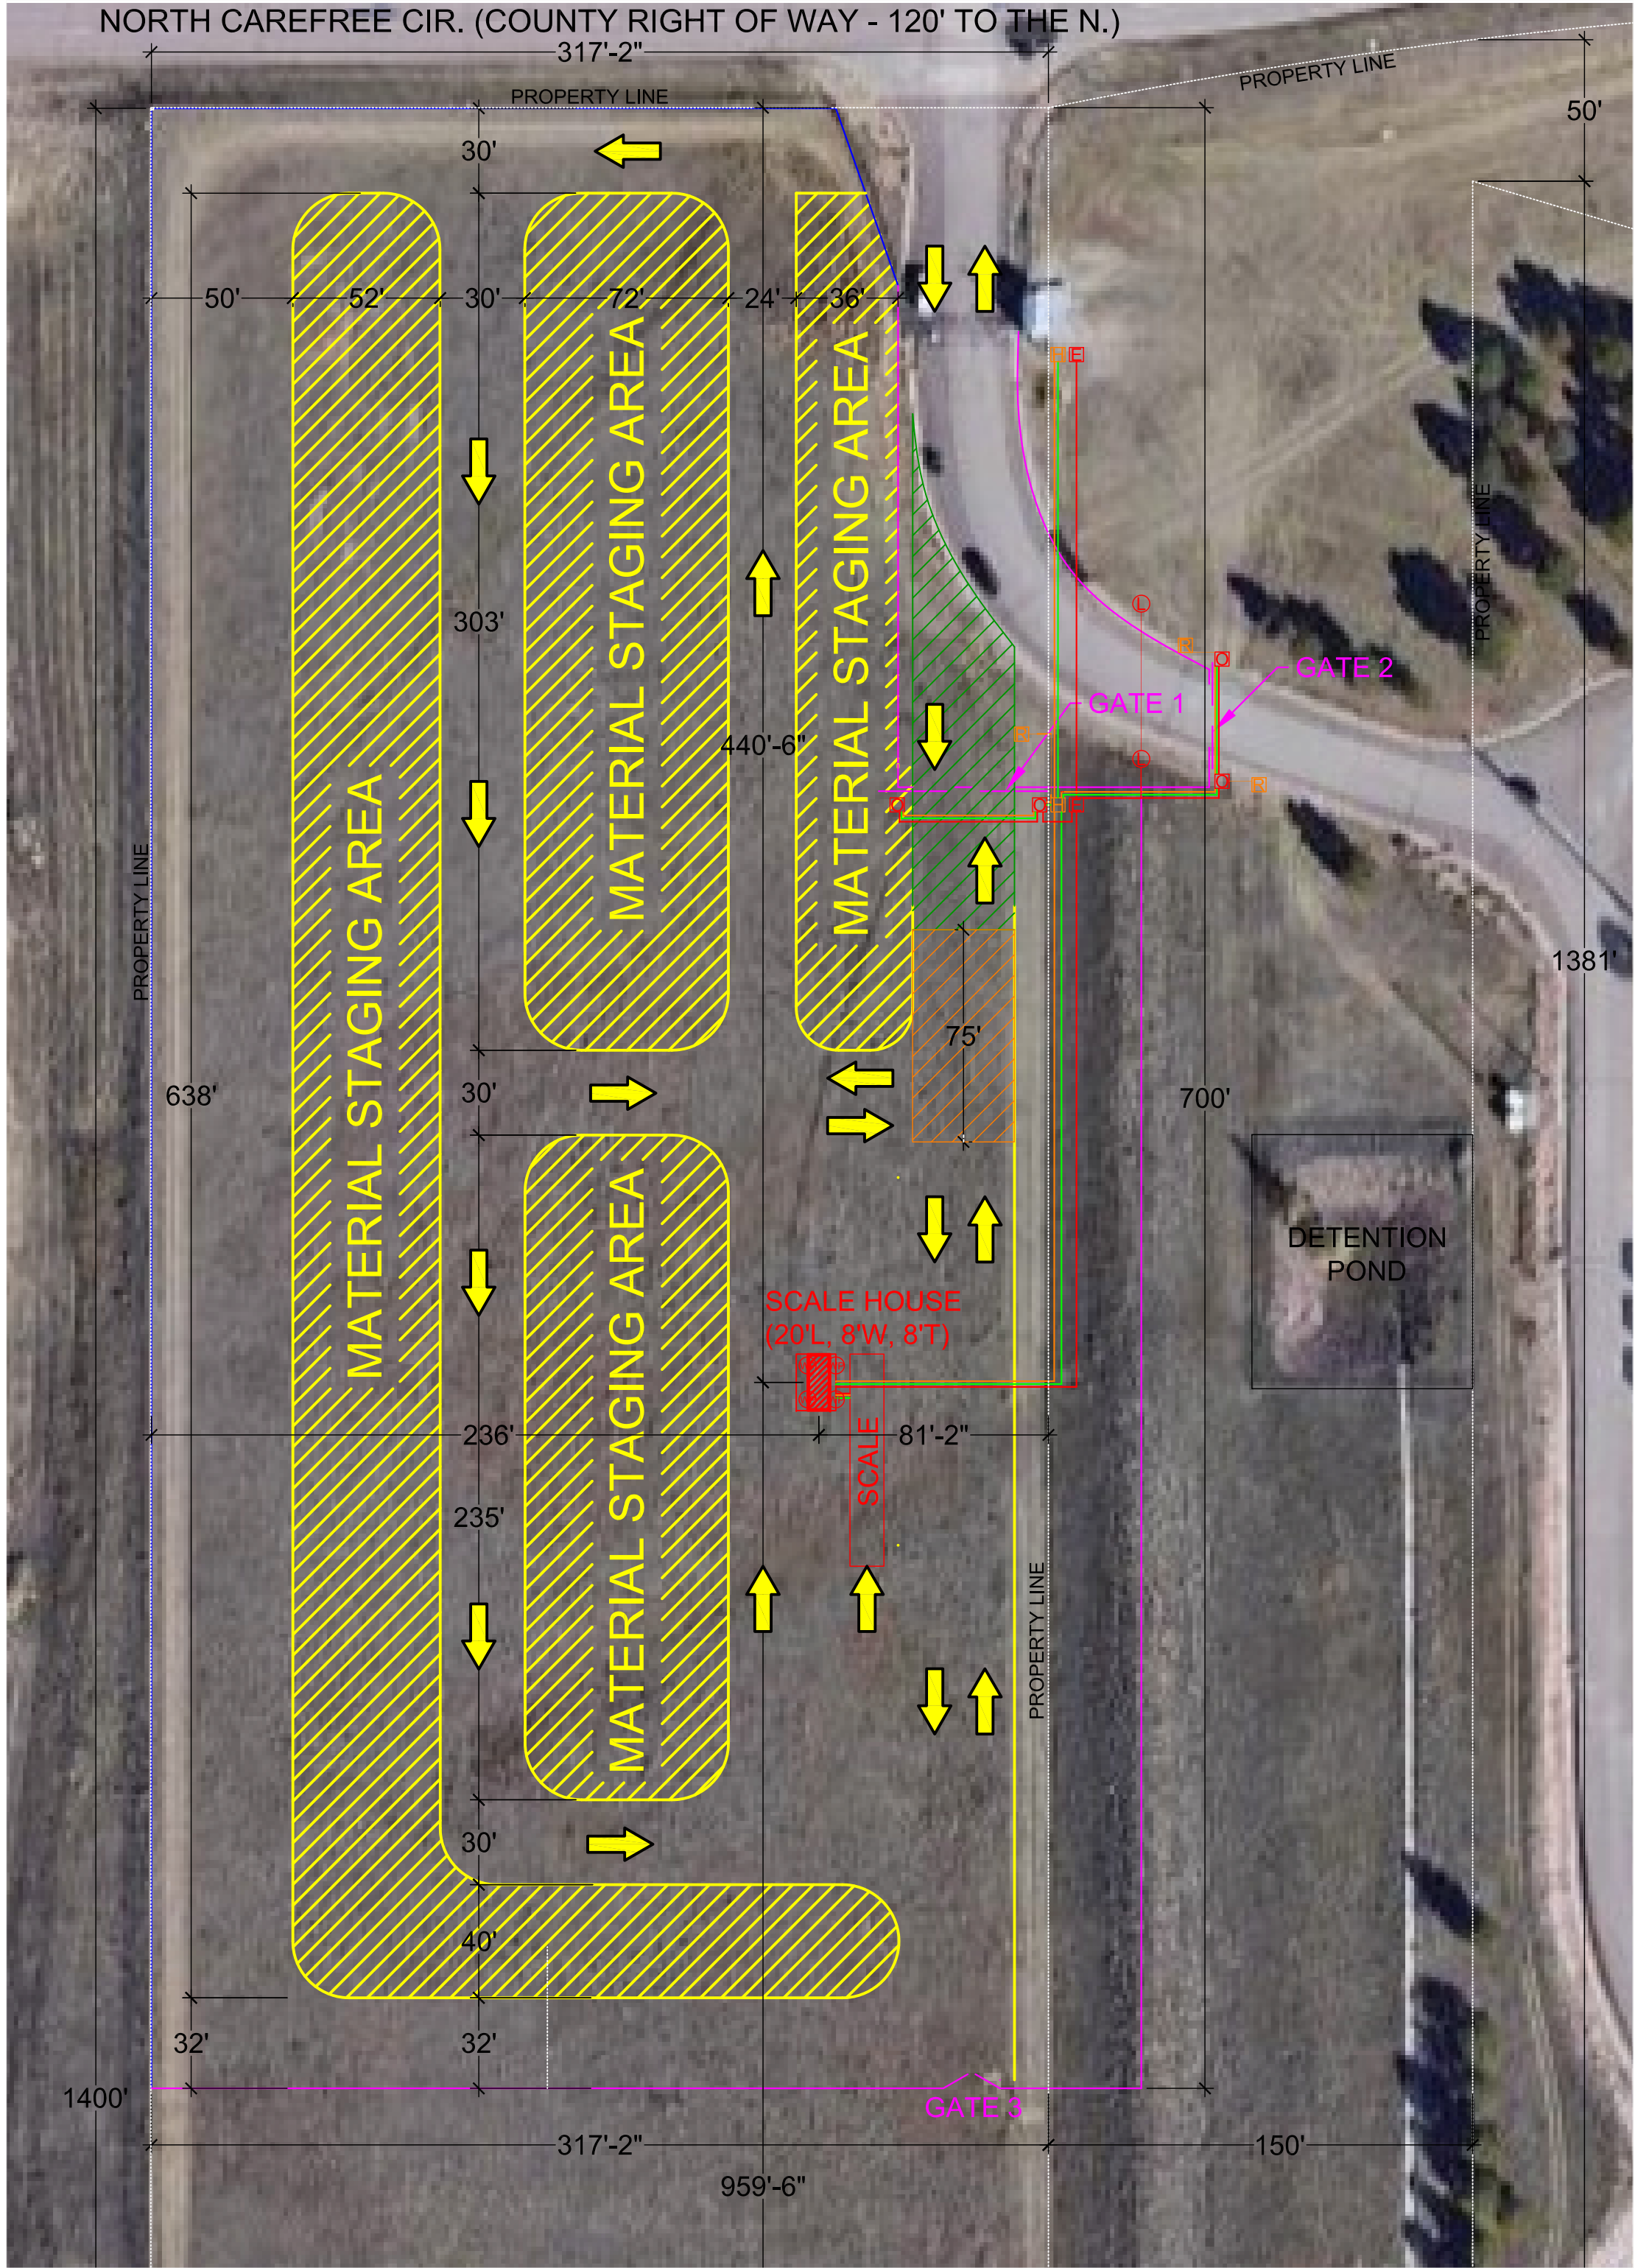 NORTH CAREFREE CIR. (COUNTY RIGHT OF WAY - 120' TO THE N.)
317'-2"
PROPERTY LINE
PROPERTY LINE
50'
30'
50'
52'
30'
72'
24'
36'
H
E
MATERIAL STAGING AREA
MATERIAL STAGING AREA
MATERIAL STAGING AREA
MATERIAL STAGING AREA
MATERIAL STAGING AREA
PROPERTY LINE
L
303'
R
O
GATE 2
GATE 1
R
440'-6"
L
O
R
O
O
H
E
PROPERTY LINE
1381'
75'
638'
30'
700'
DETENTION
POND
SCALE HOUSE
(20'L, 8'W, 8'T)
236'
81'-2"
SCALE
235'
PROPERTY LINE
30'
40'
32'
32'
1400'
GATE 3
317'-2"
150'
959'-6"